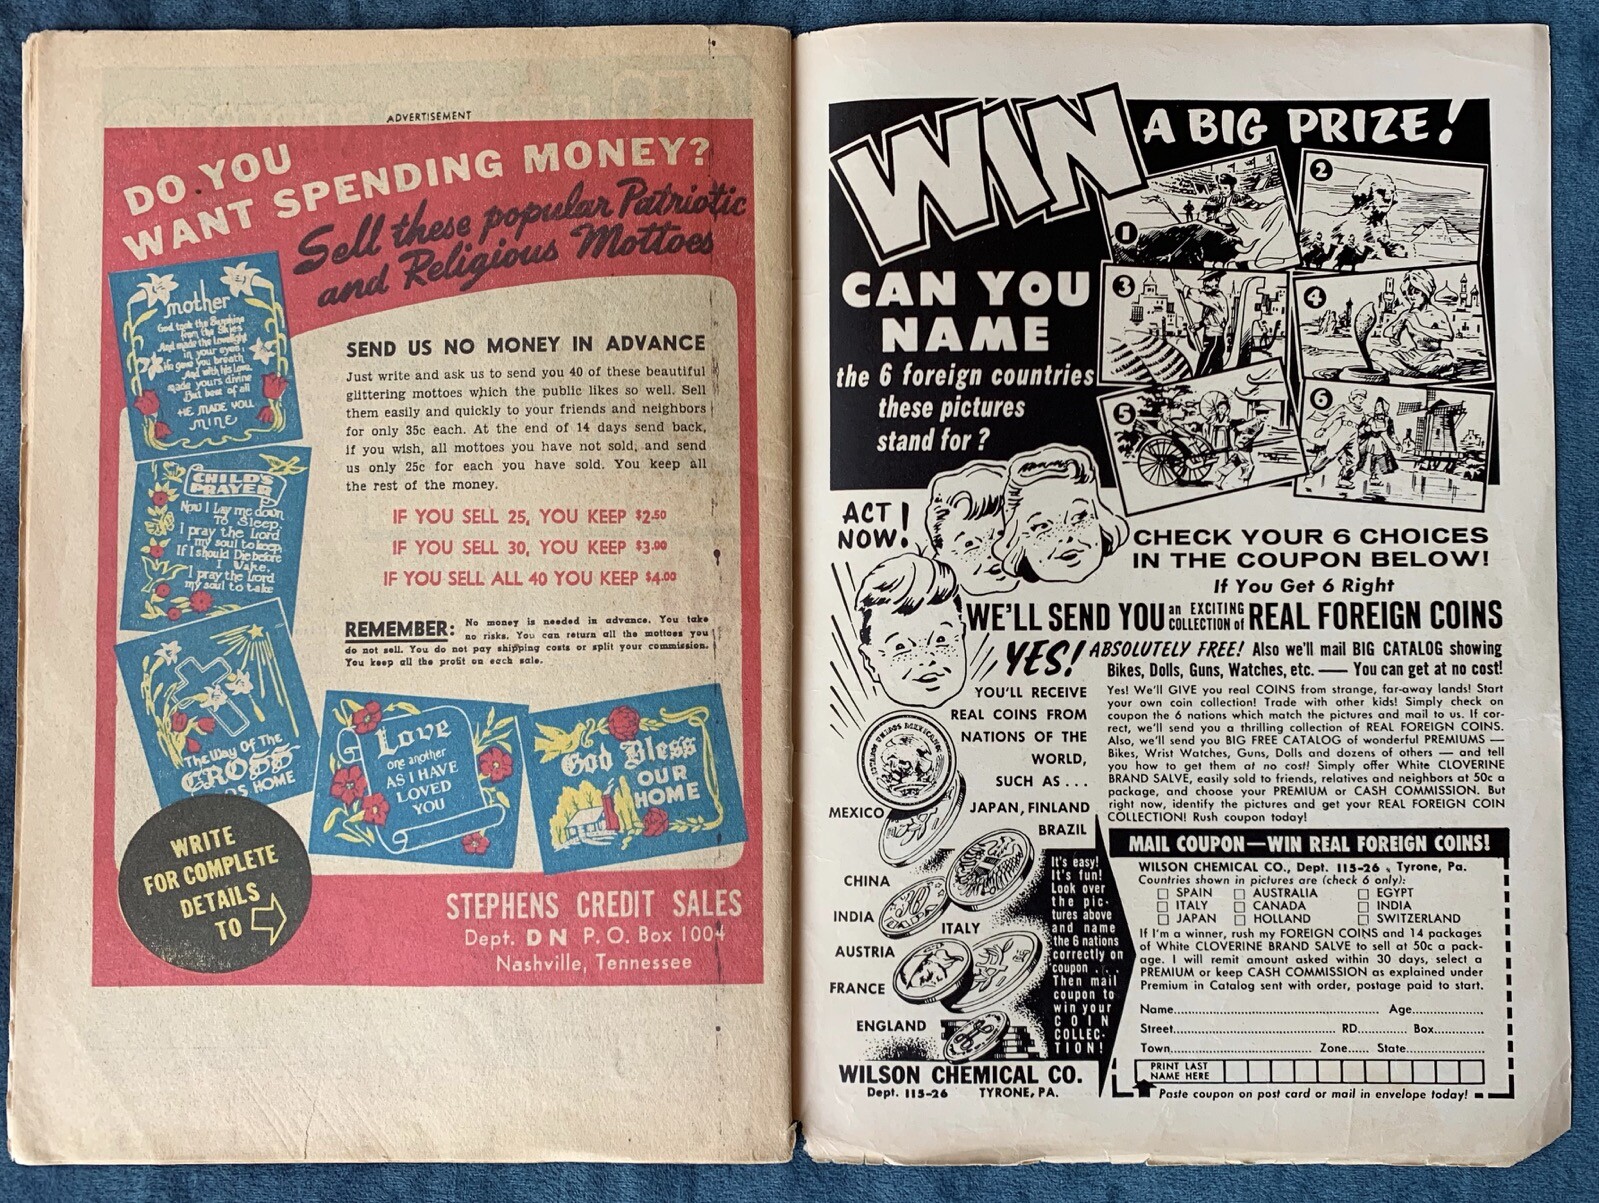 ADVERTISEMENT
DO YOU
WANT SPENDING MONEY?
Sell these popular Patriotic
and Religious Mottoes
mother
God took the Sunshine
from the Skies
And made the Lovelight
in your eyes;
He gave you breath
And with his Love,
made yours divine
But best of all
HE MADE YOU
MINE
CHILD'S
PRAYER
Now I Lay me down
To Sleep,
I pray the Lord
my soul to keep,
If I should Die before
I Wake,
I pray the Lord
my soul to take
The Way Of The
CROSS
HOME
Love
one another
AS I HAVE
LOVED
YOU
God Bless
OUR
HOME
SEND US NO MONEY IN ADVANCE
Just write and ask us to send you 40 of these beautiful
glittering mottoes which the public likes so well. Sell
them easily and quickly to your friends and neighbors
for only 35c each. At the end of 14 days send back,
if you wish, all mottoes you have not sold, and send
us only 25c for each you have sold. You keep all
the rest of the money.
IF YOU SELL 25, YOU KEEP $2.50
IF YOU SELL 30, YOU KEEP $3.00
IF YOU SELL ALL 40 YOU KEEP $4.00
REMEMBER: No money is needed in advance. You take
no risks. You can return all the mottoes you
do not sell. You do not pay shipping costs or split your commission.
You keep all the profit on each sale.
WRITE
FOR COMPLETE
DETAILS
TO
STEPHENS CREDIT SALES
Dept. DN P.O. Box 1004
Nashville, Tennessee
WIN A BIG PRIZE!
CAN YOU
NAME
the 6 foreign countries
these pictures
stand for?
1
2
3
4
5
6
ACT
NOW!
CHECK YOUR 6 CHOICES
IN THE COUPON BELOW!
If You Get 6 Right
WE'LL SEND YOU an EXCITING COLLECTION of REAL FOREIGN COINS
YES! ABSOLUTELY FREE! Also we'll mail BIG CATALOG showing
Bikes, Dolls, Guns, Watches, etc. — You can get at no cost!
YOU'LL RECEIVE
REAL COINS FROM
NATIONS OF THE
WORLD,
SUCH AS . . .
MEXICO
JAPAN, FINLAND
BRAZIL
CHINA
INDIA
ITALY
AUSTRIA
FRANCE
ENGLAND
ESTADOS UNIDOS MEXICANOS
Yes! We'll GIVE you real COINS from strange, far-away lands! Start
your own coin collection! Trade with other kids! Simply check on
coupon the 6 nations which match the pictures and mail to us. If cor-
rect, we'll send you a thrilling collection of REAL FOREIGN COINS.
Also, we'll send you BIG FREE CATALOG of wonderful PREMIUMS —
Bikes, Wrist Watches, Guns, Dolls and dozens of others — and tell
you how to get them at no cost! Simply offer White CLOVERINE
BRAND SALVE, easily sold to friends, relatives and neighbors at 50c a
package, and choose your PREMIUM or CASH COMMISSION. But
right now, identify the pictures and get your REAL FOREIGN COIN
COLLECTION! Rush coupon today!
It's easy!
It's fun!
Look over
the pic-
tures above
and name
the 6 nations
correctly on
coupon . . .
Then mail
coupon to
win your
COIN
COLLEC-
TION!
WILSON CHEMICAL CO.
Dept. 115-26 TYRONE, PA.
MAIL COUPON—WIN REAL FOREIGN COINS!
WILSON CHEMICAL CO., Dept. 115-26, Tyrone, Pa.
Countries shown in pictures are (check 6 only):
SPAIN AUSTRALIA EGYPT
ITALY CANADA INDIA
JAPAN HOLLAND SWITZERLAND
If I'm a winner, rush my FOREIGN COINS and 14 packages
of White CLOVERINE BRAND SALVE to sell at 50c a pack-
age. I will remit amount asked within 30 days, select a
PREMIUM or keep CASH COMMISSION as explained under
Premium in Catalog sent with order, postage paid to start.
Name.................... Age..........
Street.................... RD........ Box..........
Town.................... Zone...... State..........
PRINT LAST
NAME HERE
Paste coupon on post card or mail in envelope today!